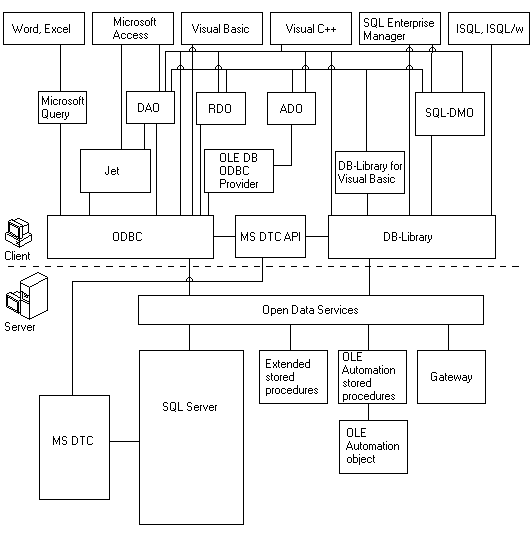 Word, Excel
Microsoft
Access
Visual Basic
Visual C++
SQL Enterprise
Manager
ISQL, ISQL/w
Microsoft
Query
DAO
RDO
ADO
SQL-DMO
Jet
OLE DB
ODBC
Provider
DB-Library for
Visual Basic
ODBC
MS DTC API
DB-Library
Client
Server
Open Data Services
SQL Server
Extended
stored
procedures
OLE
Automation
stored
procedures
Gateway
MS DTC
OLE
Automation
object